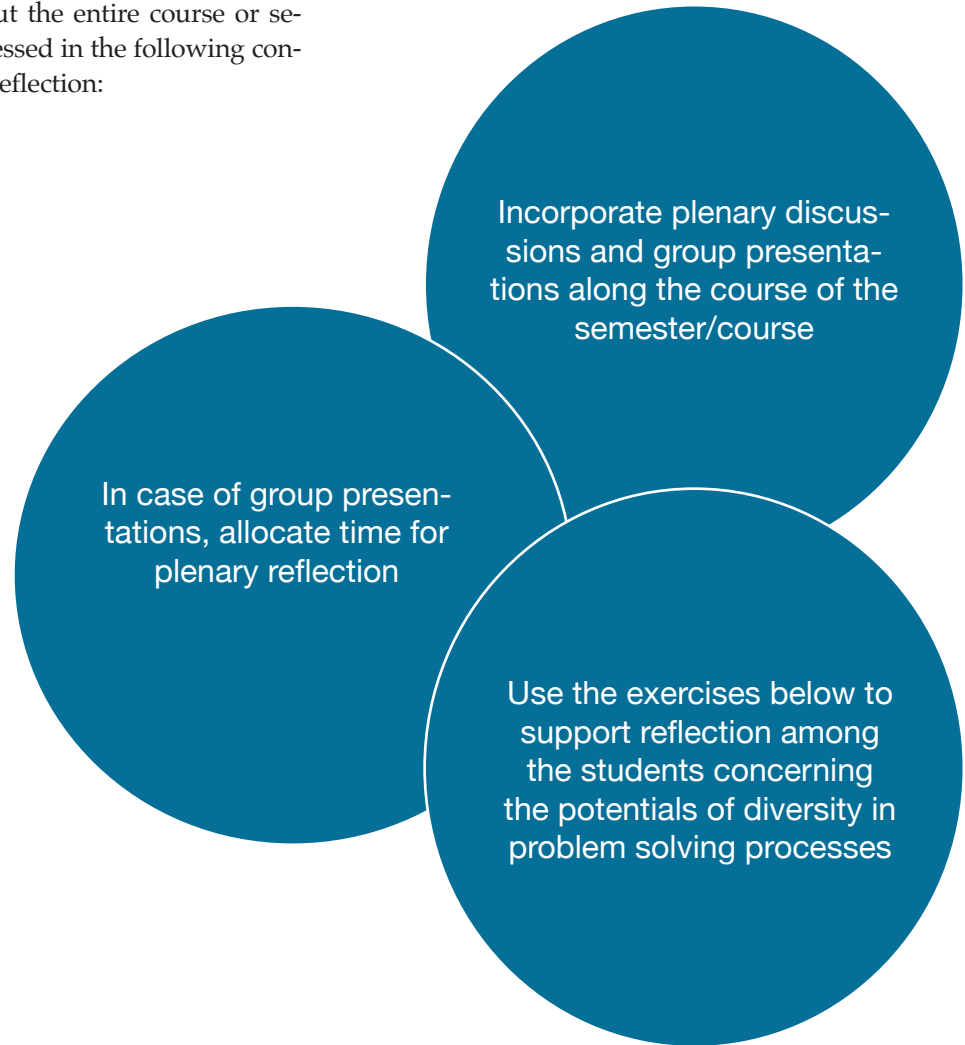 ut the entire course or se-
essed in the following con-
reflection:
Incorporate plenary discus-
sions and group presenta-
tions along the course of the
semester/course
In case of group presen-
tations, allocate time for
plenary reflection
Use the exercises below to
support reflection among
the students concerning
the potentials of diversity in
problem solving processes